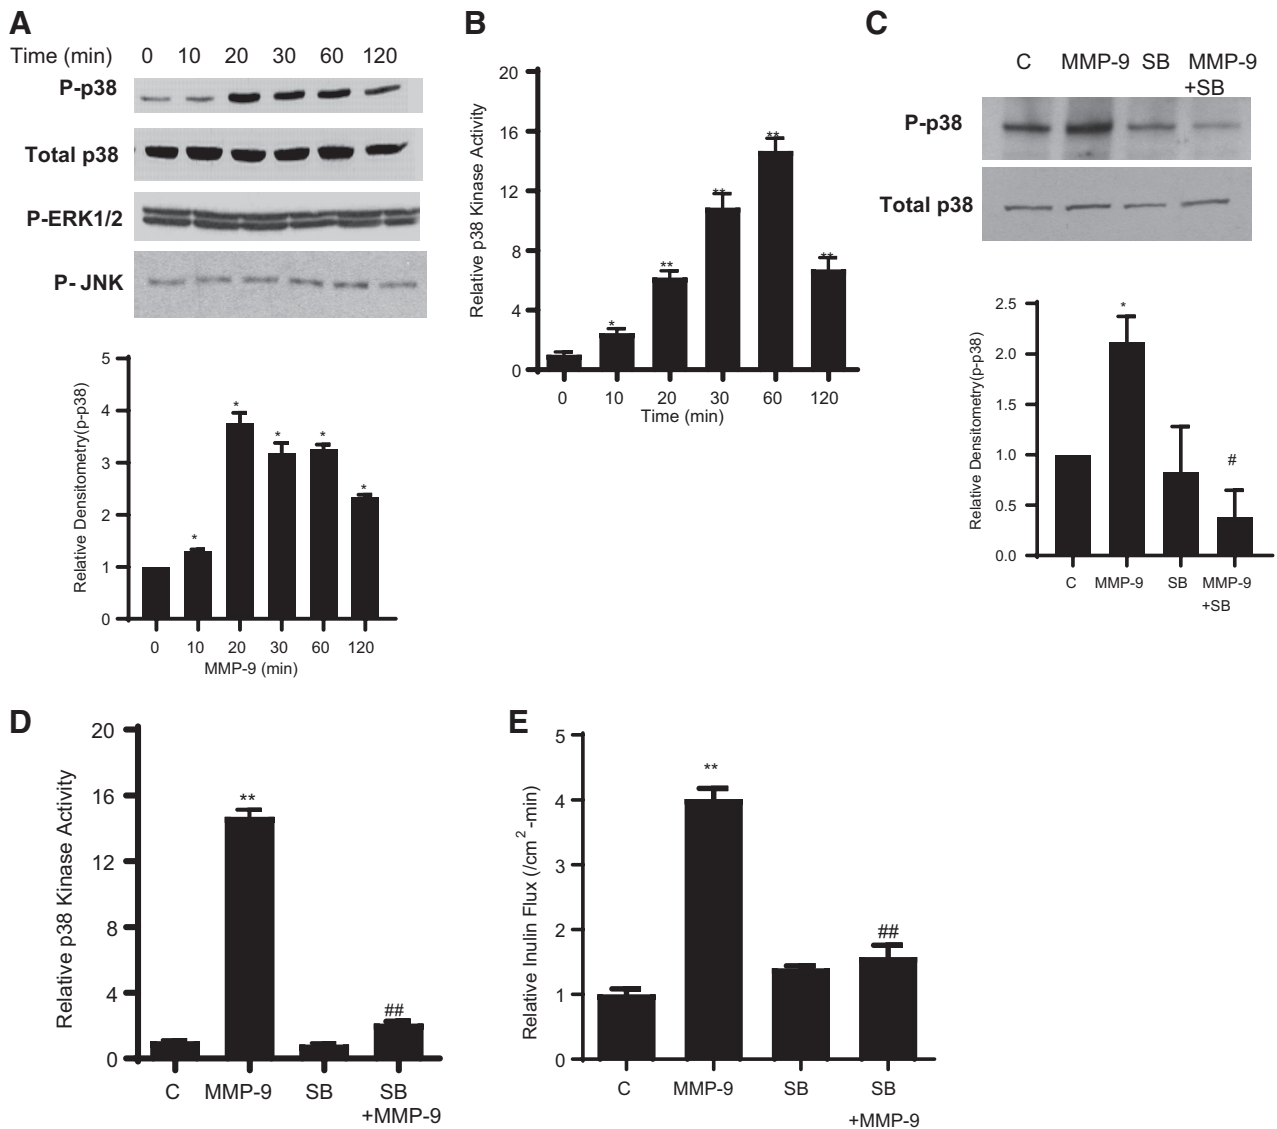 A
Time (min) 0 10 20 30 60 120
P-p38
Total p38
P-ERK1/2
P- JNK
Relative Densitometry(p-p38)
5
4
3
2
1
0
* * * * *
0 10 20 30 60 120
MMP-9 (min)
B
Relative p38 Kinase Activity
20
16
12
8
4
0
* ** ** ** **
0 10 20 30 60 120
Time (min)
C
C MMP-9 SB MMP-9
+SB
P-p38
Total p38
Relative Densitometry(p-p38)
2.5
2.0
1.5
1.0
0.5
0.0
* #
C MMP-9 SB MMP-9
+SB
D
Relative p38 Kinase Activity
20
16
12
8
4
0
** ##
C MMP-9 SB SB
+MMP-9
E
Relative Inulin Flux (/cm 2 -min)
5
4
3
2
1
0
** ##
C MMP-9 SB SB
+MMP-9